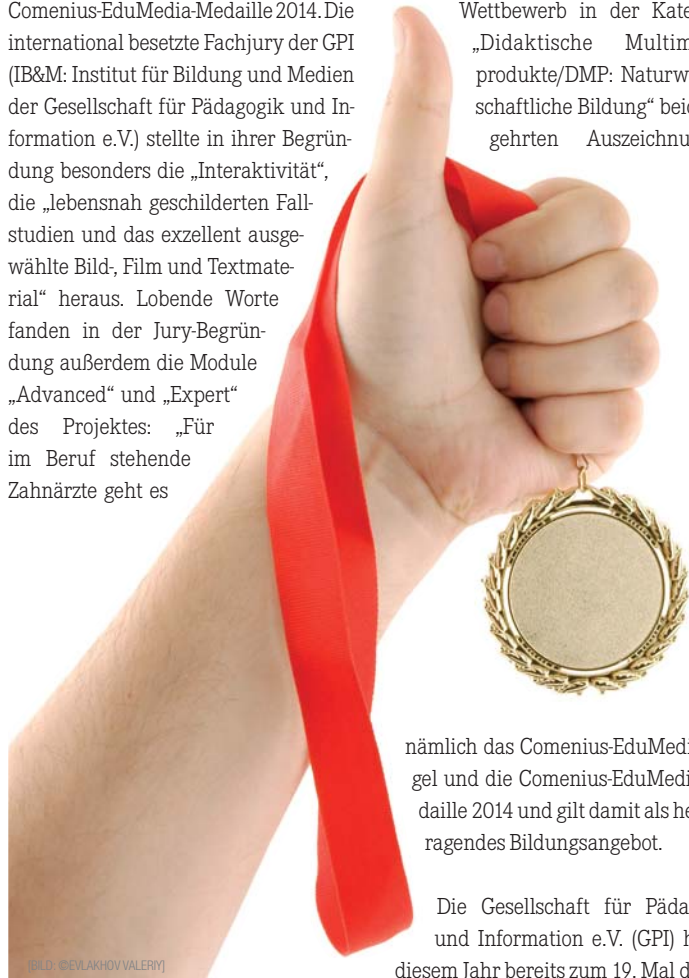 Comenius-EduMedia-Medaille 2014. Die
international besetzte Fachjury der GPI
(IB&M: Institut für Bildung und Medien
der Gesellschaft für Pädagogik und In-
formation e.V.) stellte in ihrer Begrün-
dung besonders die „Interaktivität“,
die „lebensnah geschilderten Fall-
studien und das exzellent ausge-
wählte Bild-, Film und Textmate-
rial“ heraus. Lobende Worte
fanden in der Jury-Begrün-
dung außerdem die Module
„Advanced“ und „Expert“
des Projektes: „Für
im Beruf stehende
Zahnärzte geht es
Wettbewerb in der Kate
„Didaktische Multim
produkte/DMP: Naturw
schaftliche Bildung“ beid
gehrten Auszeichnu
nämlich das Comenius-EduMedi
gel und die Comenius-EduMedi
daille 2014 und gilt damit als he
ragendes Bildungsangebot.
Die Gesellschaft für Päda
und Information e.V. (GPI) h
diesem Jahr bereits zum 19. Mal d
[BILD: ©EVLAKHOV VALERIY]